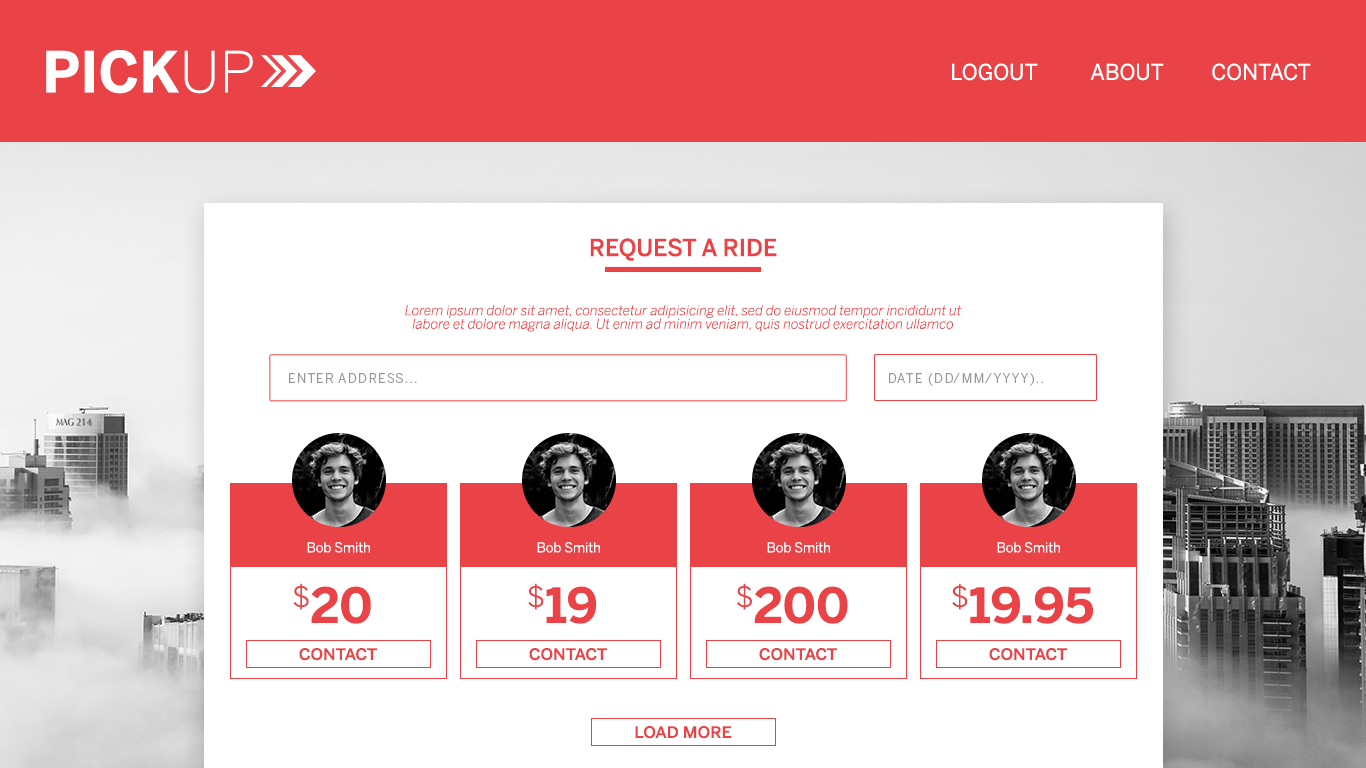 PICKUP
LOGOUT ABOUT CONTACT
REQUEST A RIDE
Lorem ipsum dolor sit amet, consectetur adipisicing elit, sed do eiusmod tempor incididunt ut
labore et dolore magna aliqua. Ut enim ad minim veniam, quis nostrud exercitation ullamco
ENTER ADDRESS... DATE (DD/MM/YYYY)..
MAG 214
Bob Smith Bob Smith Bob Smith Bob Smith
$20 $19 $200 $19.95
CONTACT CONTACT CONTACT CONTACT
LOAD MORE